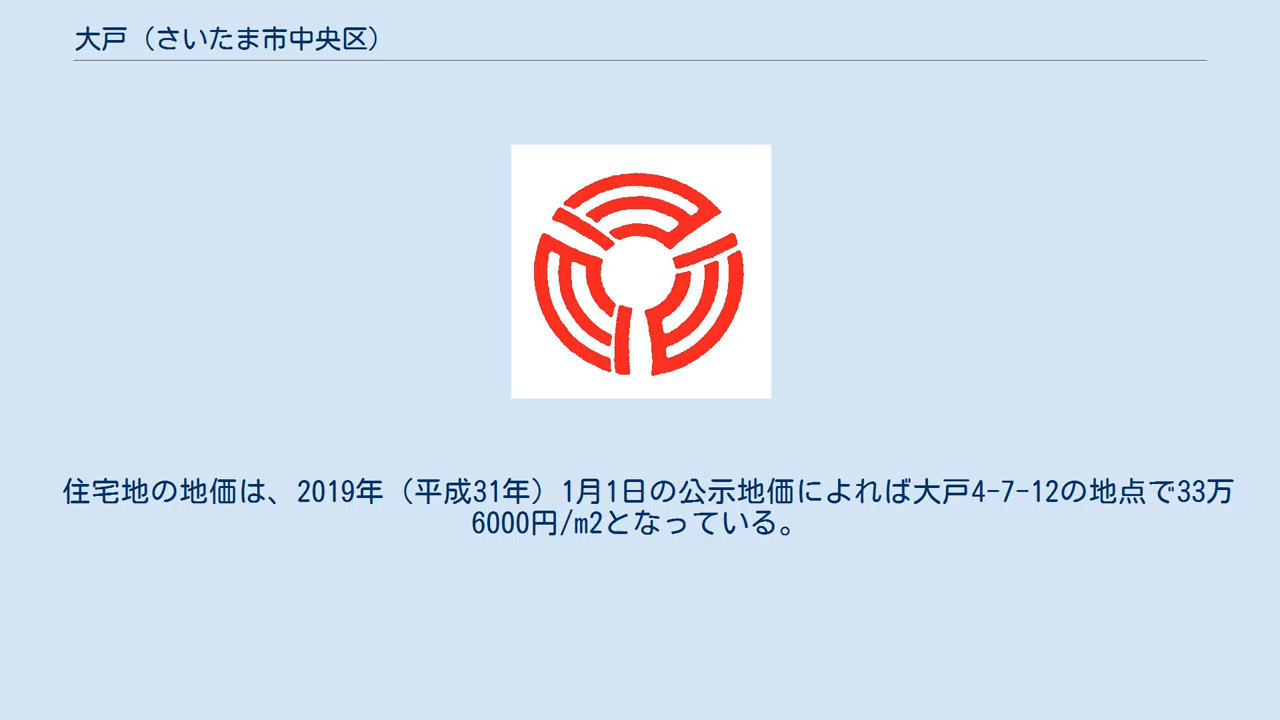 大戸（さいたま市中央区）
住宅地の地価は、2019年（平成31年）1月1日の公示地価によれば大戸4-7-12の地点で33万
6000円/m2となっている。